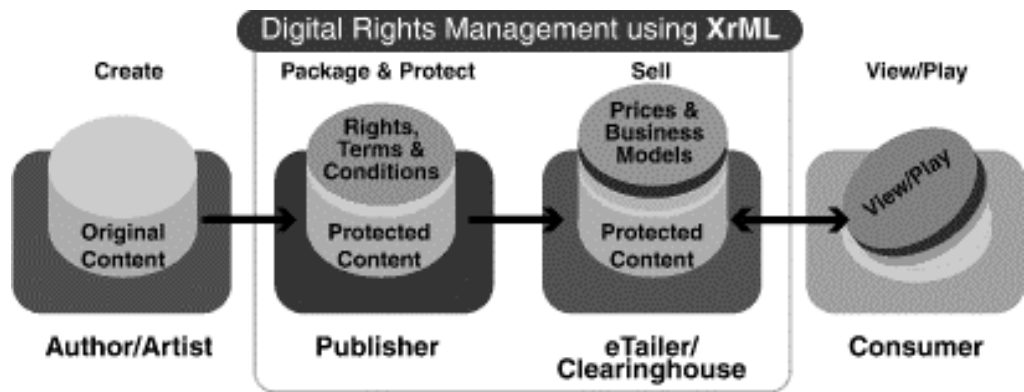 Digital Rights Management using XrML
Create
Package & Protect
Sell
View/Play
Rights,
Terms &
Conditions
Prices &
Business
Models
View/Play
Original
Content
Protected
Content
Protected
Content
Author/Artist
Publisher
eTailer/
Clearinghouse
Consumer